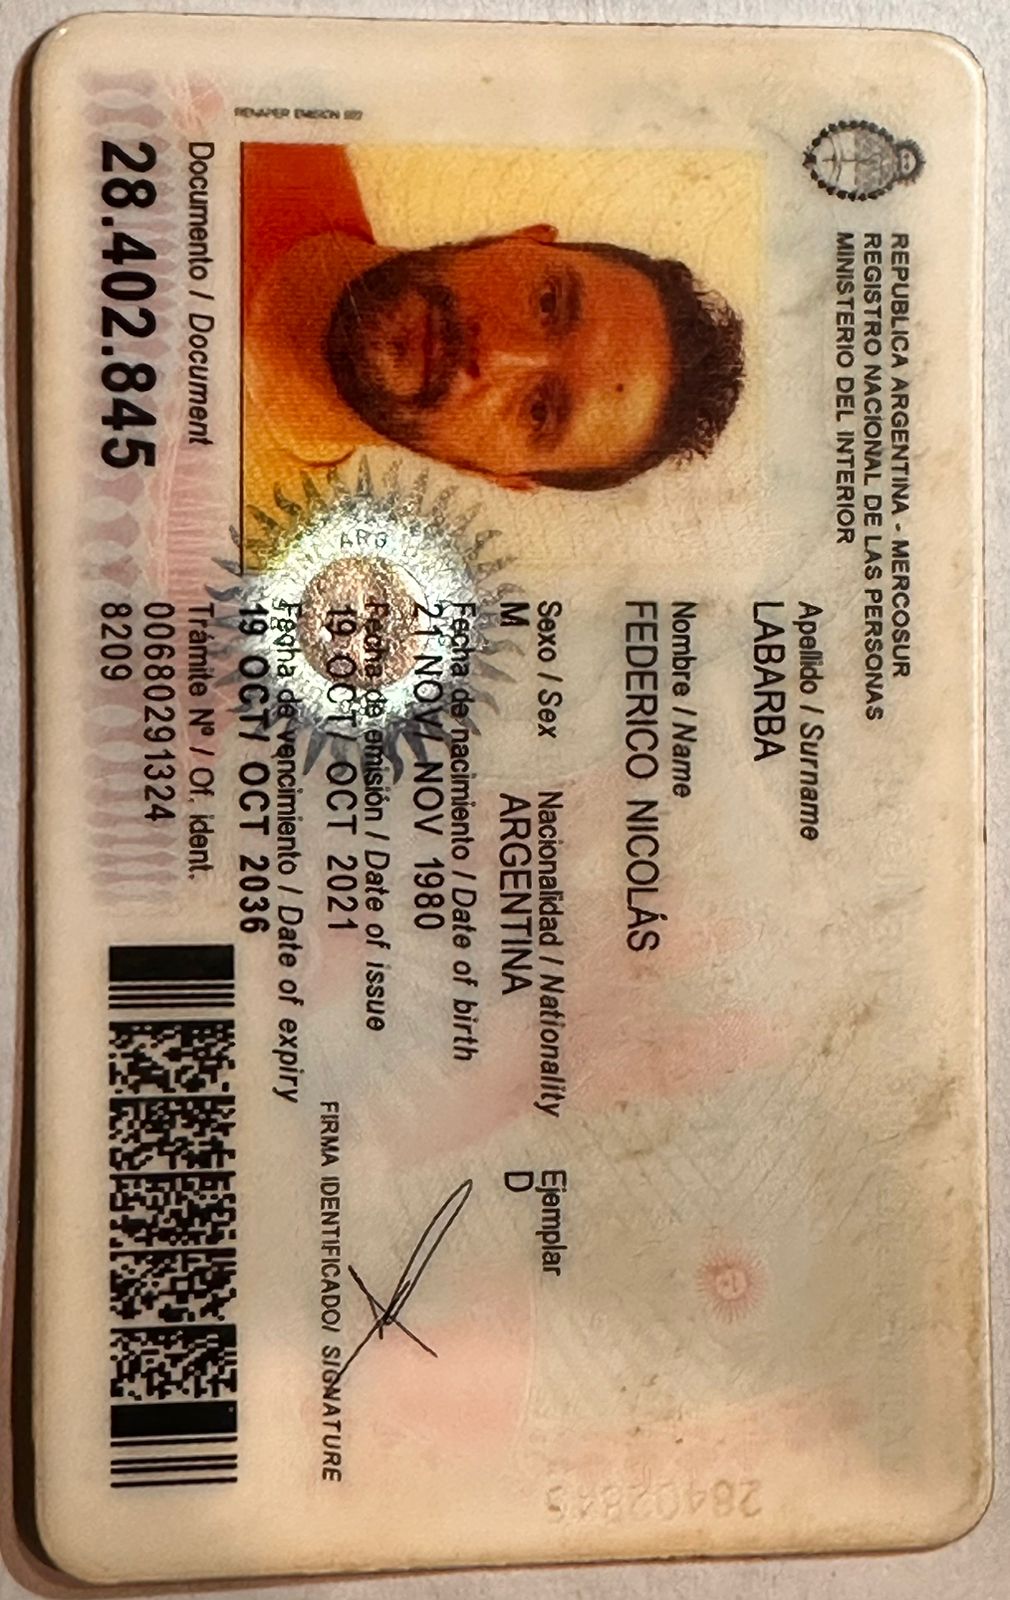 REPUBLICA ARGENTINA - MERCOSUR
REGISTRO NACIONAL DE LAS PERSONAS
MINISTERIO DEL INTERIOR
Apellido / Surname
LABARBA
Nombre / Name
FEDERICO NICOLÁS
Sexo / Sex Nacionalidad / Nationality Ejemplar
M ARGENTINA D
Fecha de nacimiento / Date of birth
21 NOV/ NOV 1980
Fecha de emisión / Date of issue
19 OCT/ OCT 2021
Fecha de vencimiento / Date of expiry
19 OCT/ OCT 2036
FIRMA IDENTIFICADO/ SIGNATURE
RENAPER EMISION
Documento / Document
28.402.845
Trámite Nº / Of. ident.
00680291324
8209
ARG
28402845